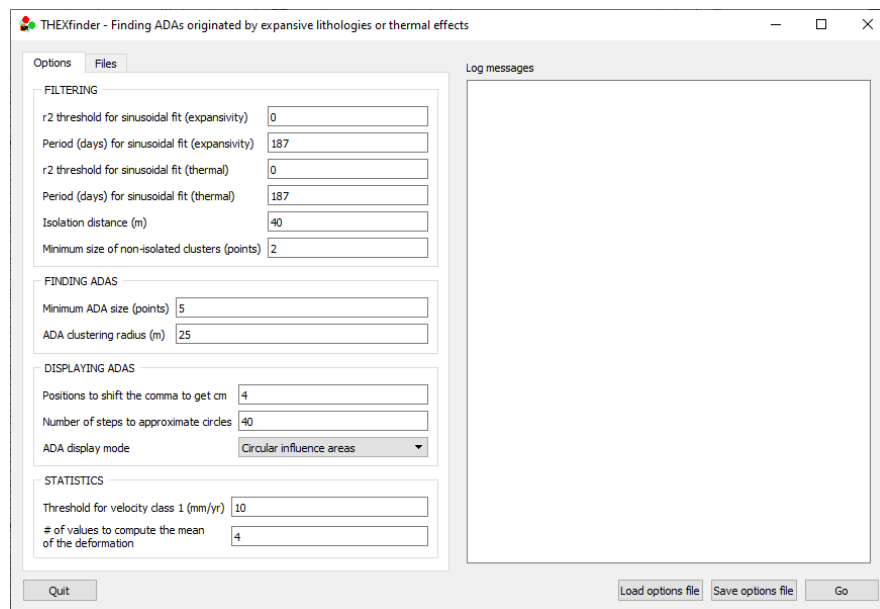 THEXfinder - Finding ADAs originated by expansive lithologies or thermal effects
Options
Files
FILTERING
r2 threshold for sinusoidal fit (expansivity) 0
Period (days) for sinusoidal fit (expansivity) 187
r2 threshold for sinusoidal fit (thermal) 0
Period (days) for sinusoidal fit (thermal) 187
Isolation distance (m) 40
Minimum size of non-isolated clusters (points) 2
FINDING ADAS
Minimum ADA size (points) 5
ADA clustering radius (m) 25
DISPLAYING ADAS
Positions to shift the comma to get cm 4
Number of steps to approximate circles 40
ADA display mode Circular influence areas
STATISTICS
Threshold for velocity class 1 (mm/yr) 10
# of values to compute the mean
of the deformation 4
Log messages
Quit
Load options file
Save options file
Go